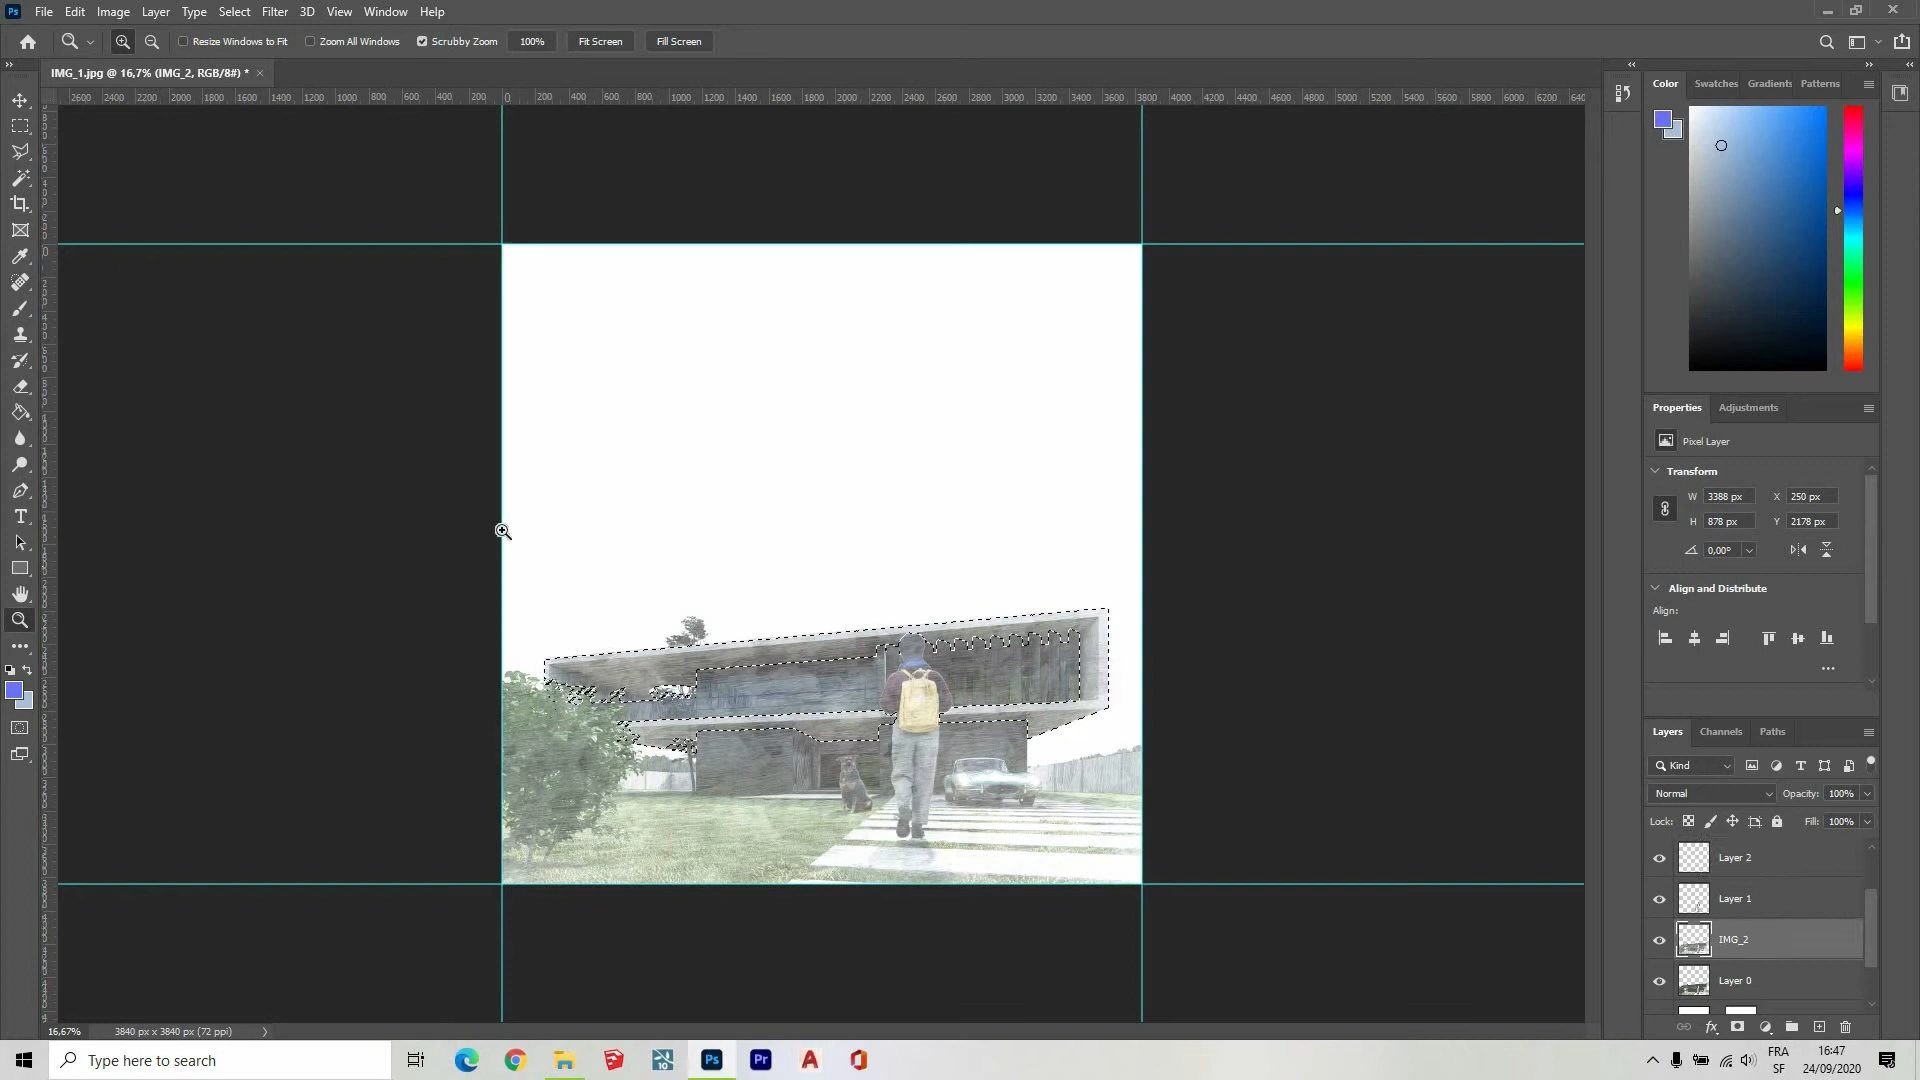 Ps File Edit Image Layer Type Select Filter 3D View Window Help
Resize Windows to Fit Zoom All Windows Scrubby Zoom 100% Fit Screen Fill Screen
IMG_1.jpg @ 16,7% (IMG_2, RGB/8#) * ×
2600 2400 2200 2000 1800 1600 1400 1200 1000 800 600 400 200 0 200 400 600 800 1000 1200 1400 1600 1800 2000 2200 2400 2600 2800 3000 3200 3400 3600 3800 4000 4200 4400 4600 4800 5000 5200 5400 5600 5800 6000 6200
Color Swatches Gradients Patterns
Properties Adjustments
Pixel Layer
Transform
W 3388 px X 250 px
H 878 px Y 2178 px
0,00°
Align and Distribute
Align:
Layers Channels Paths
Kind
Normal Opacity: 100%
Lock: Fill: 100%
Layer 2
Layer 1
IMG_2
Layer 0
16,67% 3840 px x 3840 px (72 ppi)
Type here to search
10 Ps Pr A
FRA 16:47
SF 24/09/2020